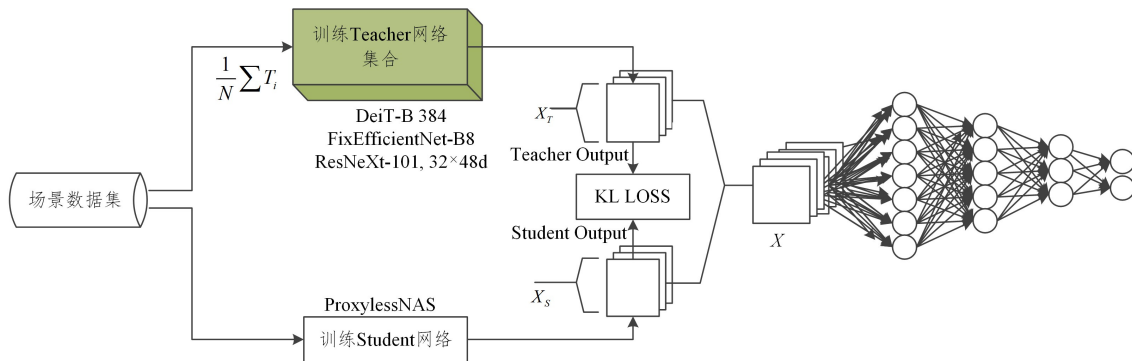 训练Teacher网络
集合
1/N ∑ T_i
DeiT-B 384
FixEfficientNet-B8
ResNeXt-101, 32×48d
X_T
Teacher Output
场景数据集
KL LOSS
Student Output
X
X_S
ProxylessNAS
训练Student网络